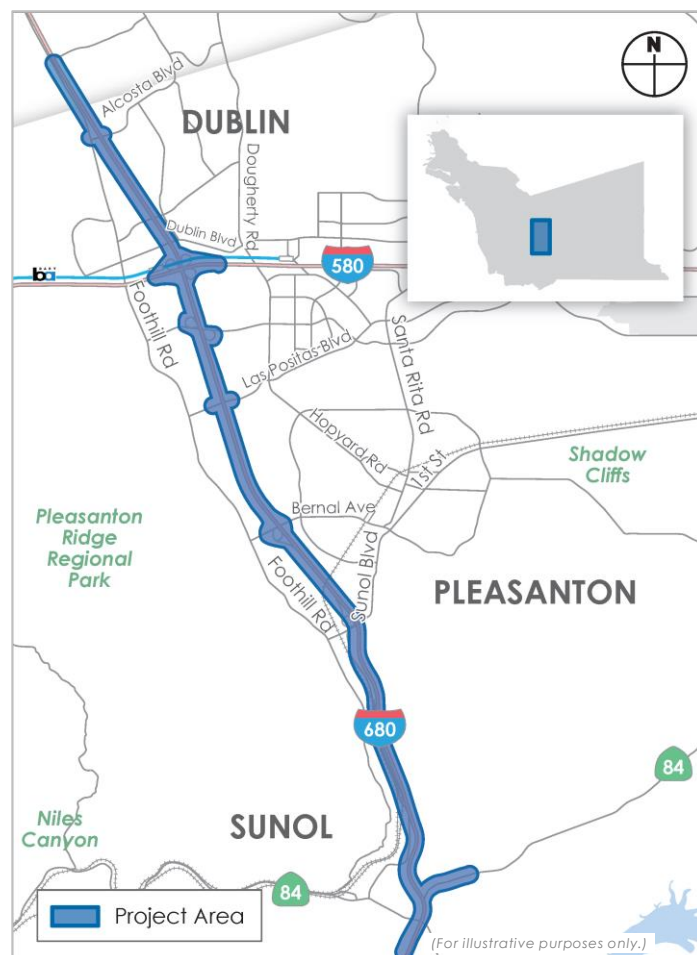 N
Alcosta Blvd
DUBLIN
Dougherty Rd
Dublin Blvd
BART
ba
580
Foothill Rd
Santa Rita Rd
Las Positas Blvd
Hopyard Rd
1st St
Shadow
Cliffs
Bernal Ave
Pleasanton
Ridge
Regional
Park
Sunol Blvd
PLEASANTON
Foothill Rd
680
84
Niles
Canyon
SUNOL
84
Project Area
(For illustrative purposes only.)